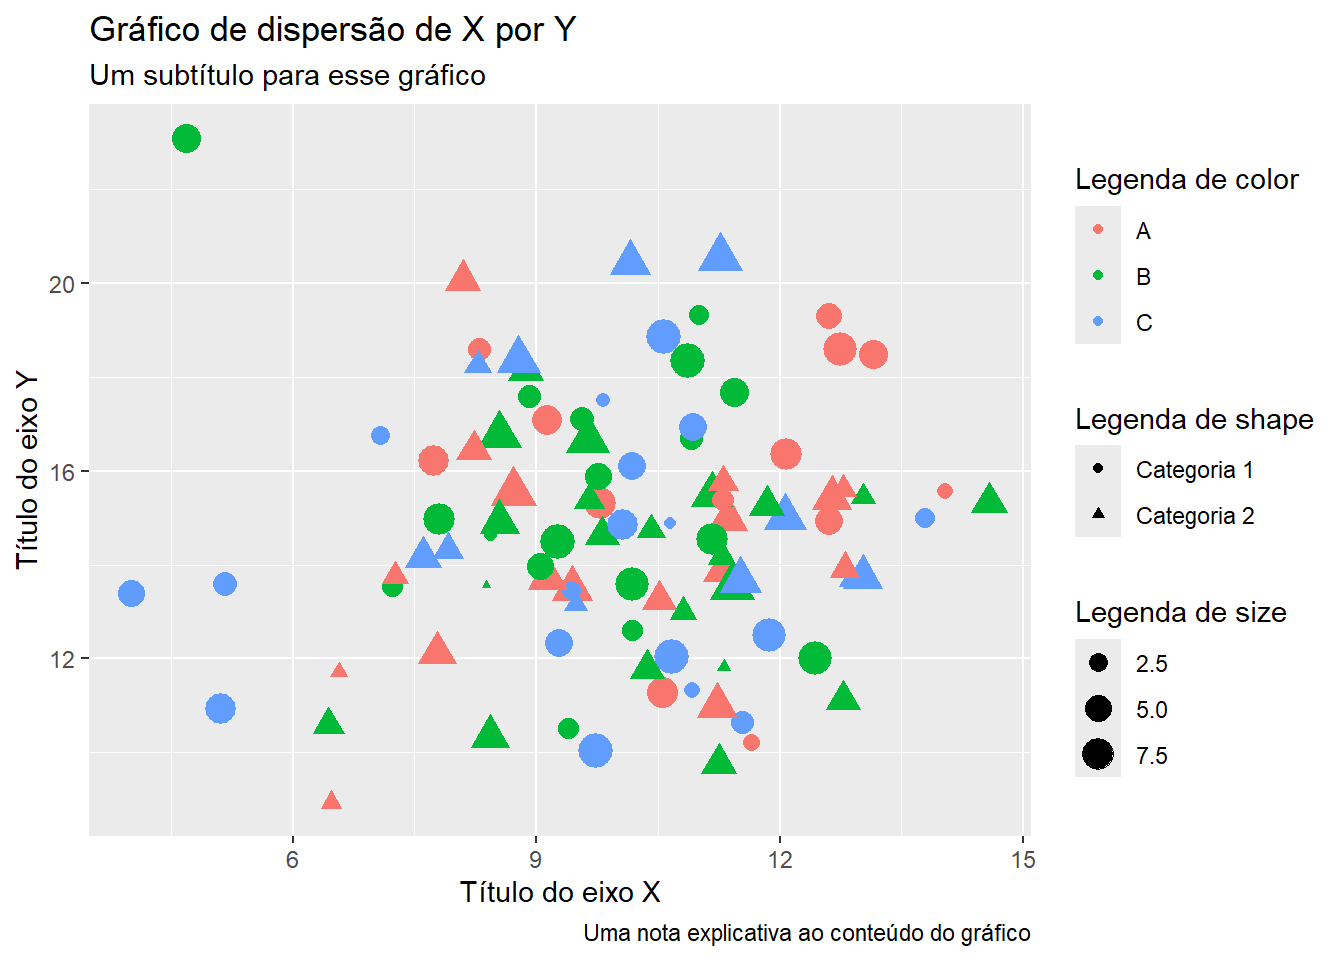 Gráfico de dispersão de X por Y
Um subtítulo para esse gráfico
Título do eixo Y
20
16
12
6
9
12
15
Título do eixo X
Uma nota explicativa ao conteúdo do gráfico
Legenda de color
A
B
C
Legenda de shape
Categoria 1
Categoria 2
Legenda de size
2.5
5.0
7.5